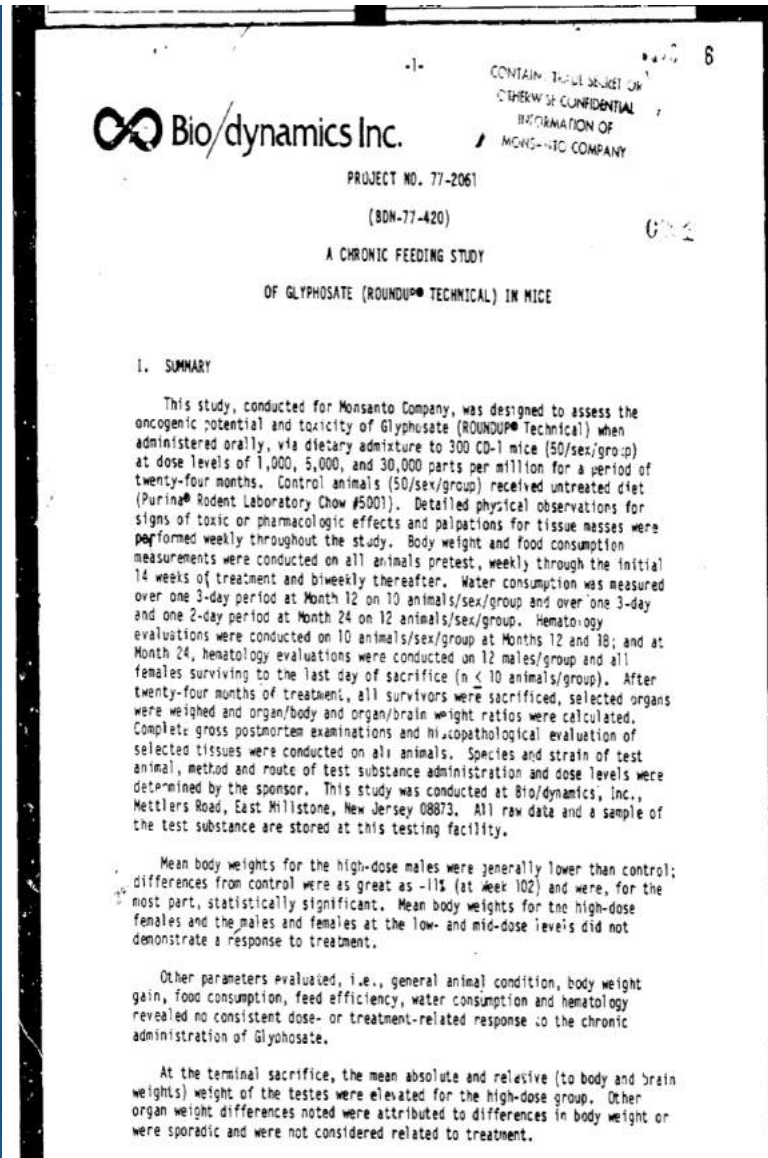 6
-1-
CONTAIN TRADE SECRET OR
OTHERWISE CONFIDENTIAL
INFORMATION OF
MONSANTO COMPANY
Bio/dynamics Inc.
PROJECT NO. 77-2061
(BDN-77-420)
A CHRONIC FEEDING STUDY
OF GLYPHOSATE (ROUNDUP® TECHNICAL) IN MICE
I. SUMMARY
This study, conducted for Monsanto Company, was designed to assess the
oncogenic potential and toxicity of Glyphosate (ROUNDUP® Technical) when
administered orally, via dietary admixture to 300 CD-1 mice (50/sex/group)
at dose levels of 1,000, 5,000, and 30,000 parts per million for a period of
twenty-four months. Control animals (50/sex/group) received untreated diet
(Purina® Rodent Laboratory Chow #5001). Detailed physical observations for
signs of toxic or pharmacologic effects and palpations for tissue masses were
performed weekly throughout the study. Body weight and food consumption
measurements were conducted on all animals pretest, weekly through the initial
14 weeks of treatment and biweekly thereafter. Water consumption was measured
over one 3-day period at Month 12 on 10 animals/sex/group and over one 3-day
and one 2-day period at Month 24 on 12 animals/sex/group. Hematology
evaluations were conducted on 10 animals/sex/group at Months 12 and 18; and at
Month 24, hematology evaluations were conducted on 12 males/group and all
females surviving to the last day of sacrifice (n ≤ 10 animals/group). After
twenty-four months of treatment, all survivors were sacrificed, selected organs
were weighed and organ/body and organ/brain weight ratios were calculated.
Complete gross postmortem examinations and histopathological evaluation of
selected tissues were conducted on all animals. Species and strain of test
animal, method and route of test substance administration and dose levels were
determined by the sponsor. This study was conducted at Bio/dynamics, Inc.,
Mettlers Road, East Millstone, New Jersey 08873. All raw data and a sample of
the test substance are stored at this testing facility.
Mean body weights for the high-dose males were generally lower than control;
differences from control were as great as -11% (at Week 102) and were, for the
most part, statistically significant. Mean body weights for the high-dose
females and the males and females at the low- and mid-dose levels did not
demonstrate a response to treatment.
Other parameters evaluated, i.e., general animal condition, body weight
gain, food consumption, feed efficiency, water consumption and hematology
revealed no consistent dose- or treatment-related response to the chronic
administration of Glyphosate.
At the terminal sacrifice, the mean absolute and relative (to body and brain
weights) weight of the testes were elevated for the high-dose group. Other
organ weight differences noted were attributed to differences in body weight or
were sporadic and were not considered related to treatment.